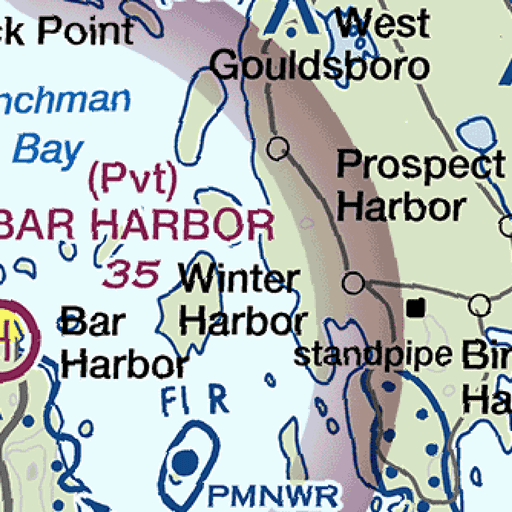 k Point
West
Gouldsboro
nchman
Bay
Prospect
Harbor
(Pvt)
BAR HARBOR
35
Winter
Harbor
H
Bar
Harbor
standpipe
Bir
Ha
Fl R
PMNWR